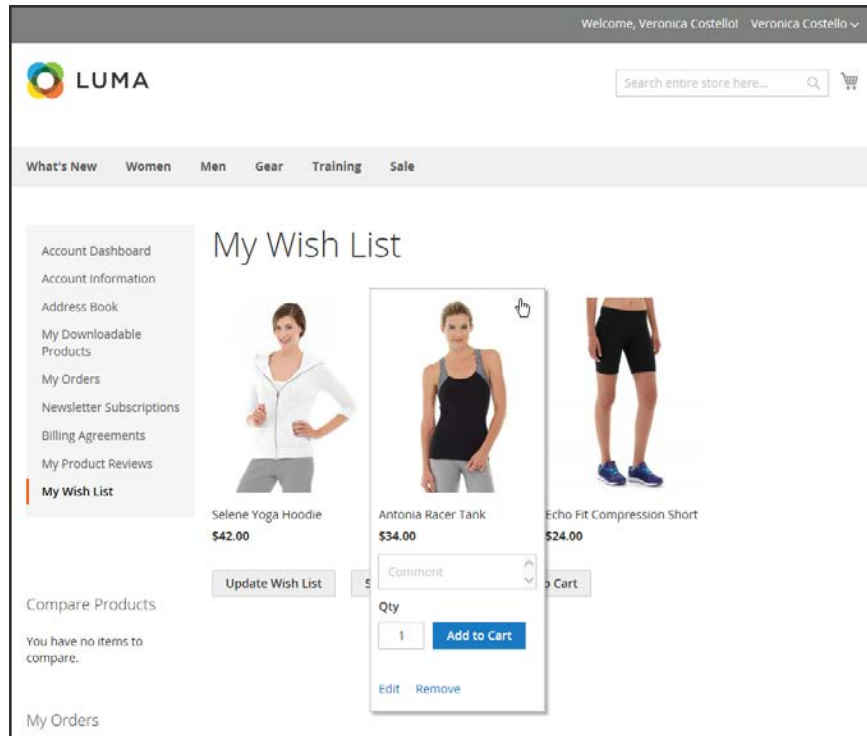 Welcome, Veronica Costello! Veronica Costello
LUMA
Search entire store here...
What's New Women Men Gear Training Sale
Account Dashboard
Account Information
Address Book
My Downloadable
Products
My Orders
Newsletter Subscriptions
Billing Agreements
My Product Reviews
My Wish List
My Wish List
Selene Yoga Hoodie
$42.00
Antonia Racer Tank
$34.00
Comment
Qty
1 Add to Cart
Edit Remove
Echo Fit Compression Short
$24.00
Update Wish List
Cart
Compare Products
You have no items to
compare.
My Orders